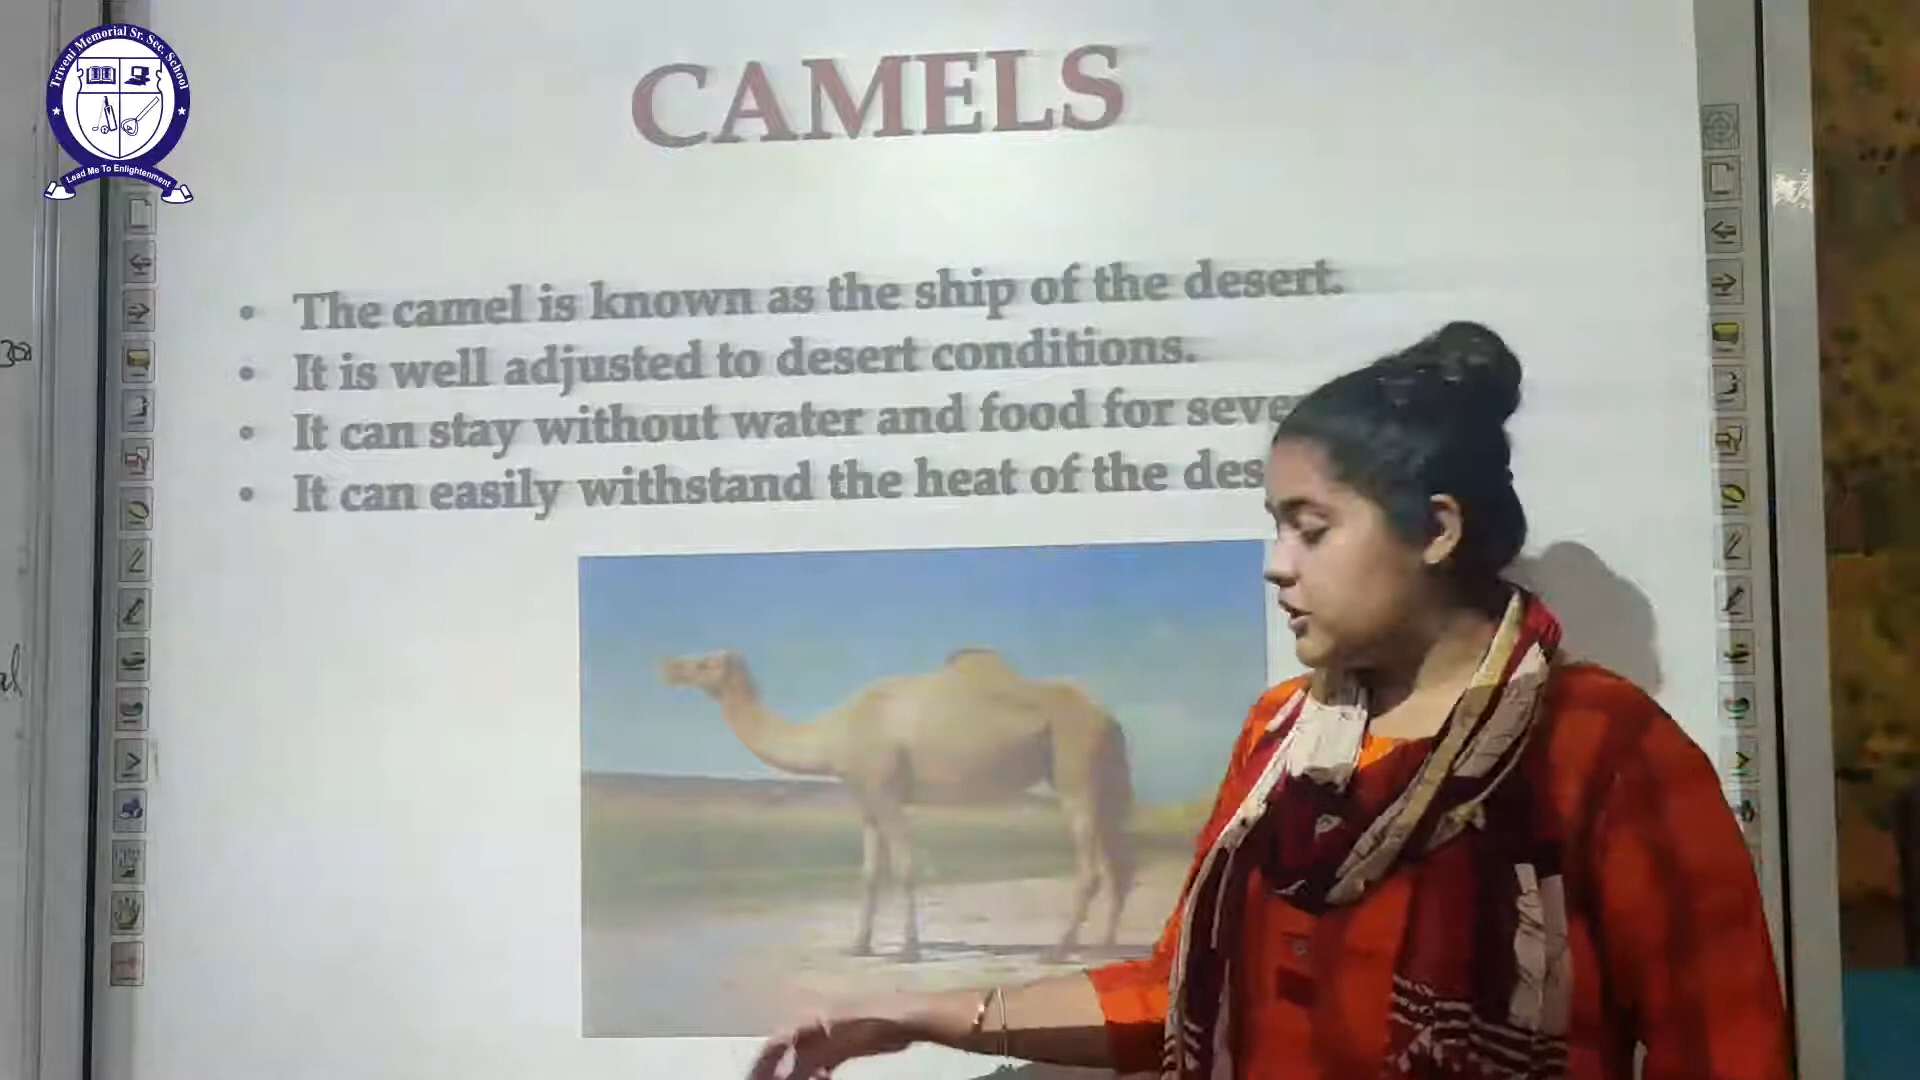 Triveni Memorial Sr. Sec. School
Lead Me To Enlightenment
CAMELS
• The camel is known as the ship of the desert.
• It is well adjusted to desert conditions.
• It can stay without water and food for
• It can easily withstand the heat of the